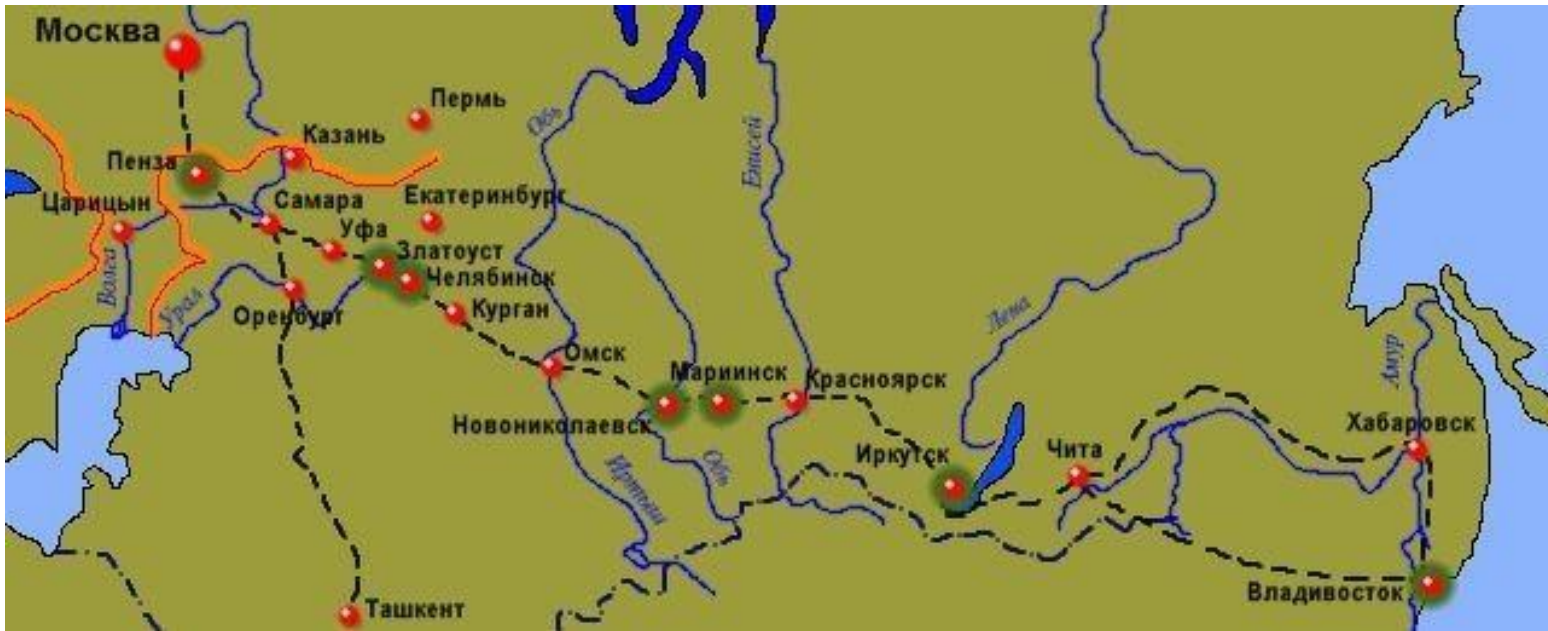 Москва
Пермь
Казань
Пенза
Царицын
Самара
Екатеринбург
Уфа
Златоуст
Челябинск
Волга
Урал
Оренбург
Курган
Обь
Енисей
Лена
Омск
Мариинск
Красноярск
Новониколаевск
Обь
Иртыш
Иркутск
Чита
Амур
Хабаровск
Владивосток
Ташкент